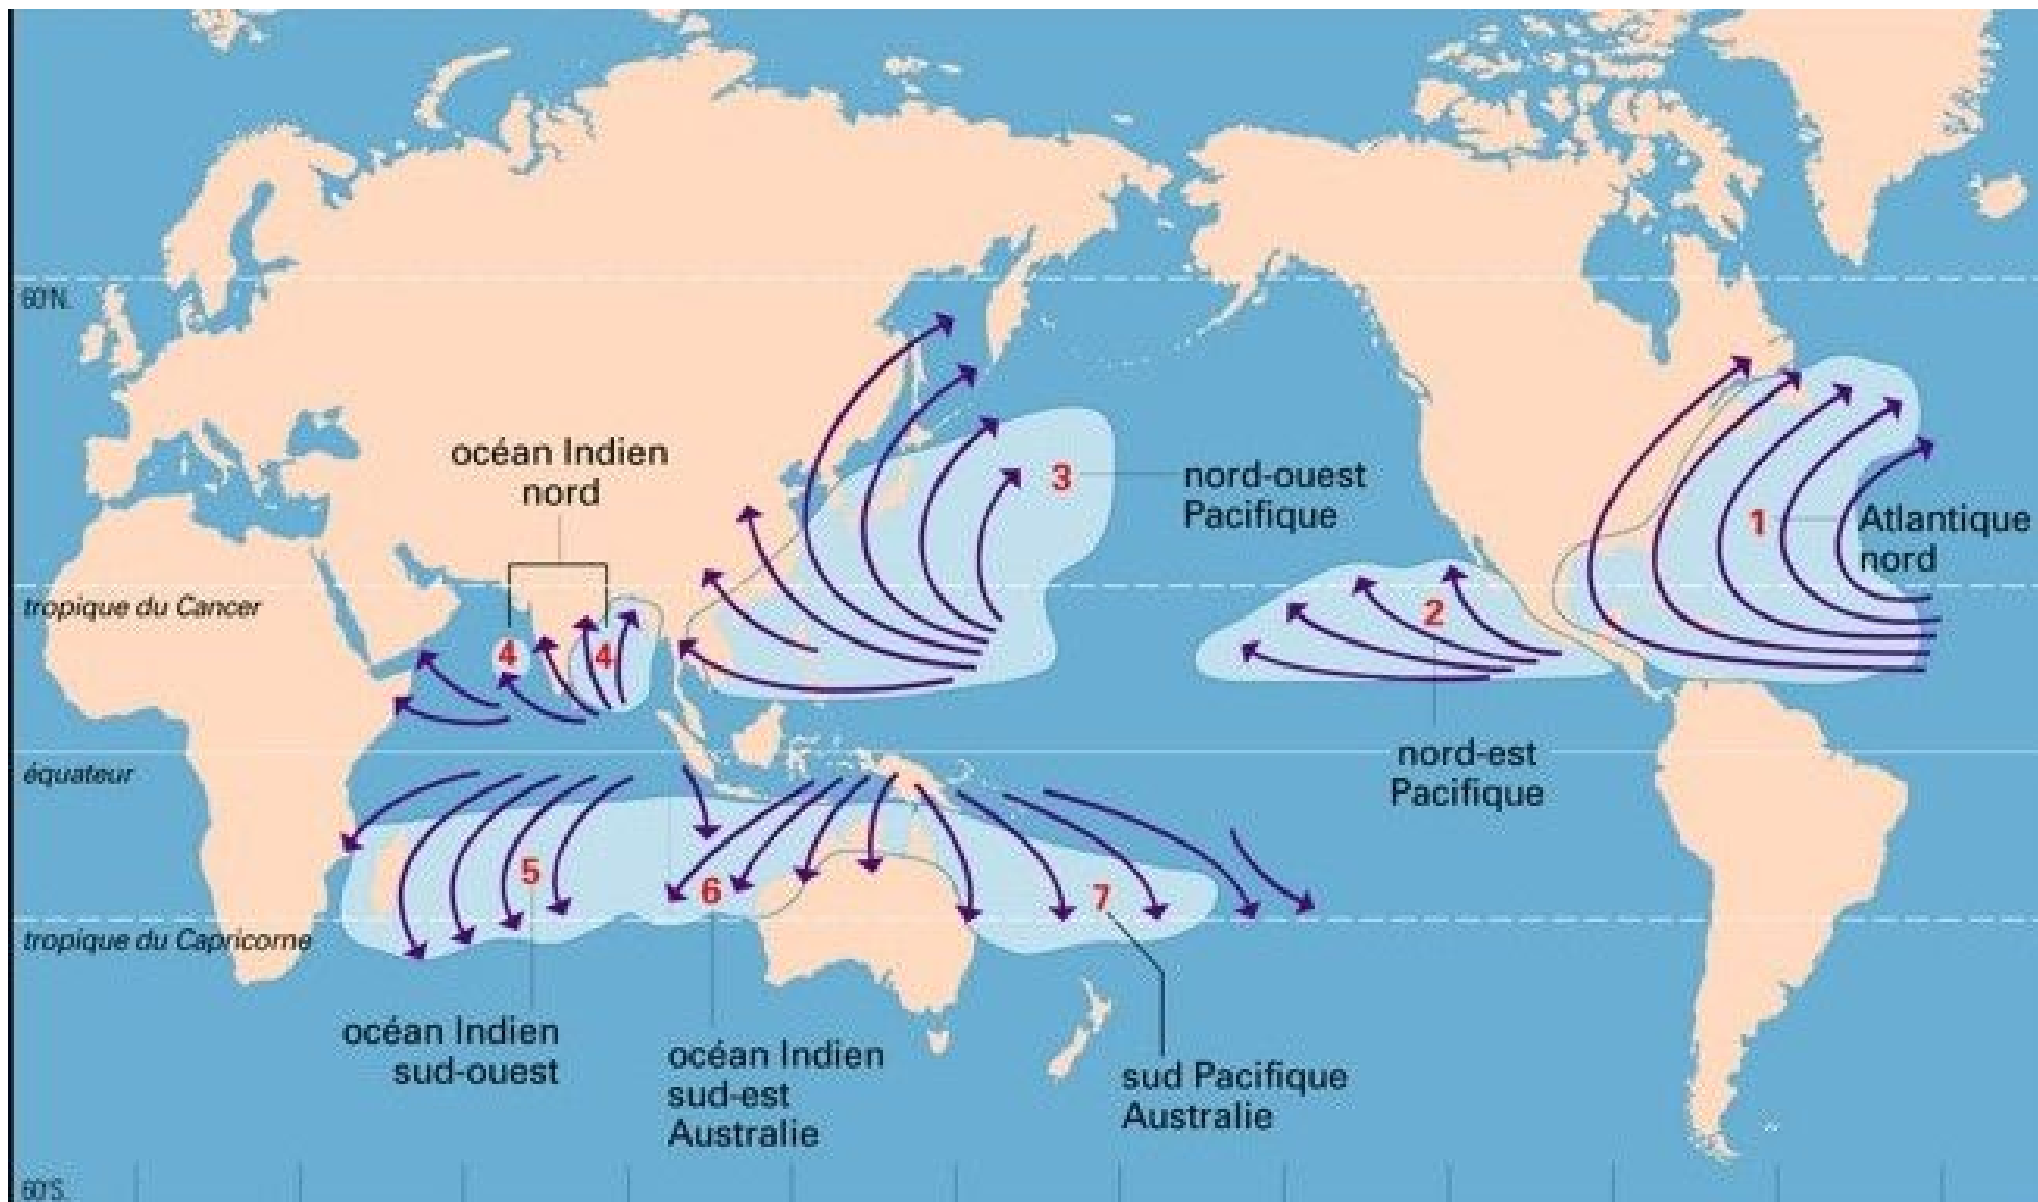 60°N.
océan Indien
nord
3
nord-ouest
Pacifique
1
Atlantique
nord
tropique du Cancer
4
4
2
équateur
nord-est
Pacifique
5
6
7
tropique du Capricorne
océan Indien
sud-ouest
océan Indien
sud-est
Australie
sud Pacifique
Australie
60°S.